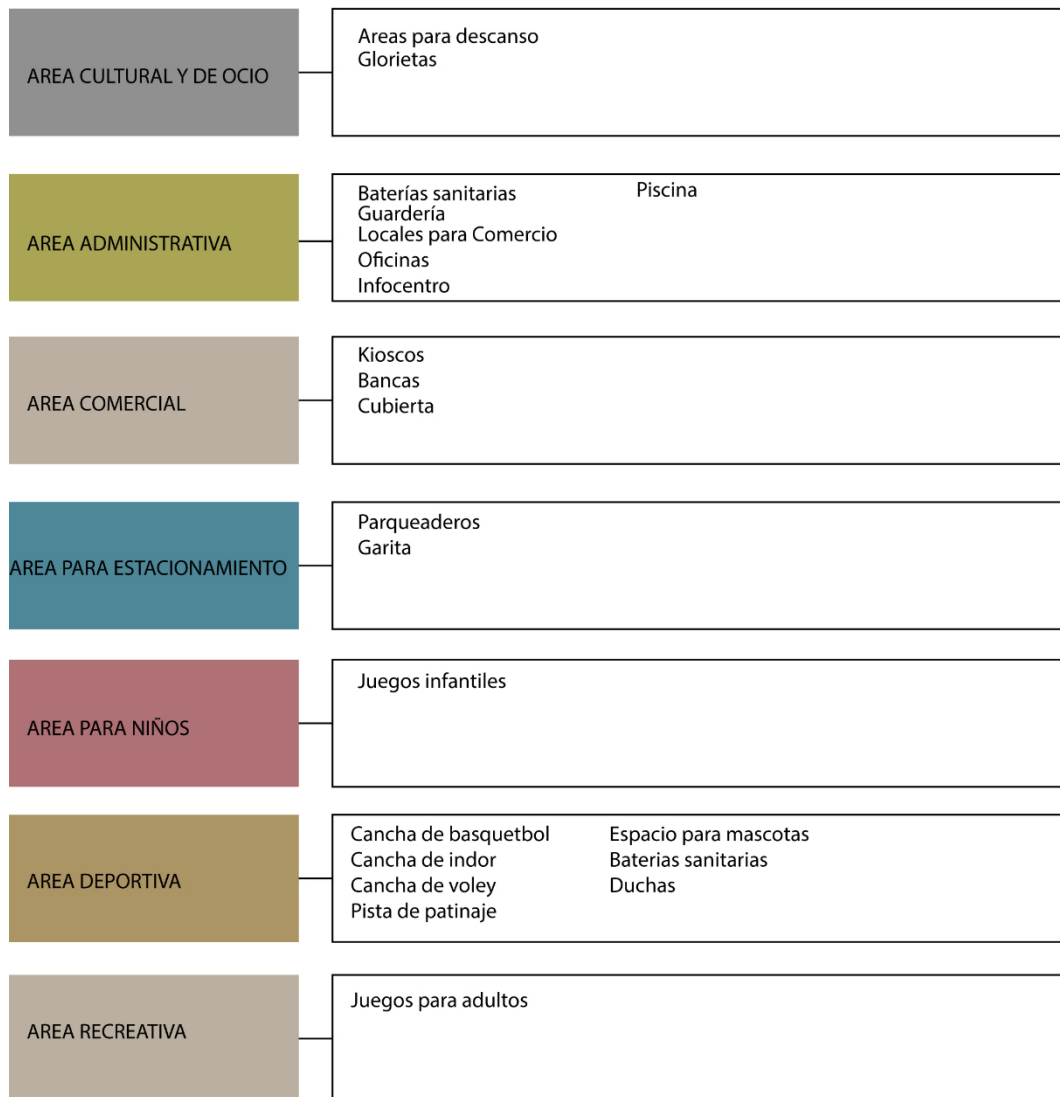 AREA CULTURAL Y DE OCIO
Areas para descanso
Glorietas
AREA ADMINISTRATIVA
Baterías sanitarias
Guardería
Locales para Comercio
Oficinas
Infocentro
Piscina
AREA COMERCIAL
Kioscos
Bancas
Cubierta
AREA PARA ESTACIONAMIENTO
Parqueaderos
Garita
AREA PARA NIÑOS
Juegos infantiles
AREA DEPORTIVA
Cancha de basquetbol
Cancha de indor
Cancha de voley
Pista de patinaje
Espacio para mascotas
Baterias sanitarias
Duchas
AREA RECREATIVA
Juegos para adultos